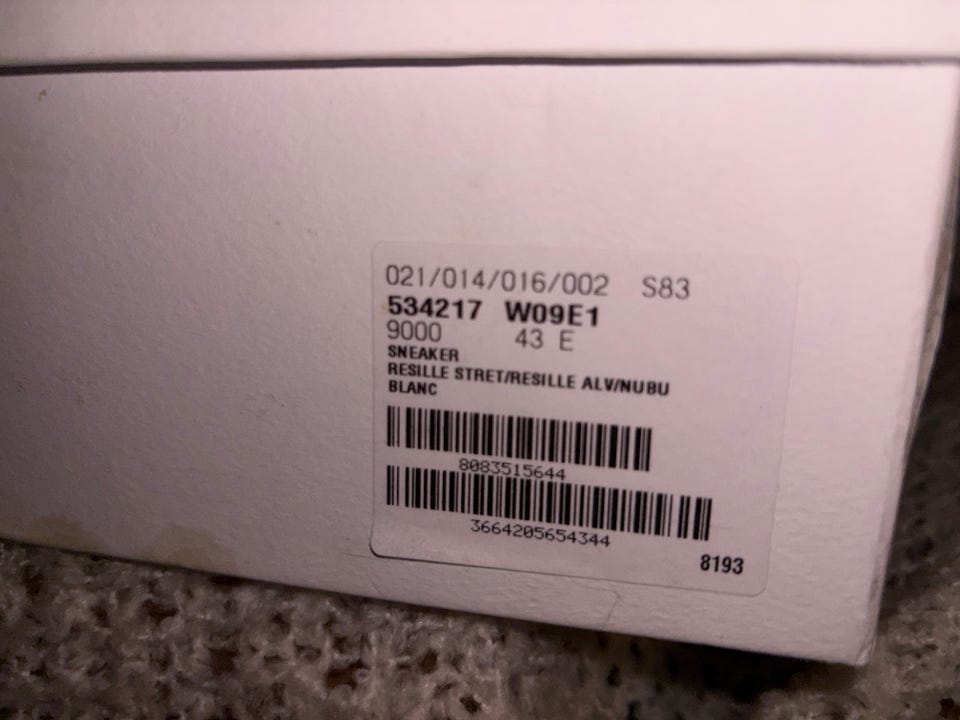 021/014/016/002 S83
534217 W09E1
9000 43 E
SNEAKER
RESILLE STRET/RESILLE ALV/NUBU
BLANC
8083515644
3664205654344
8193